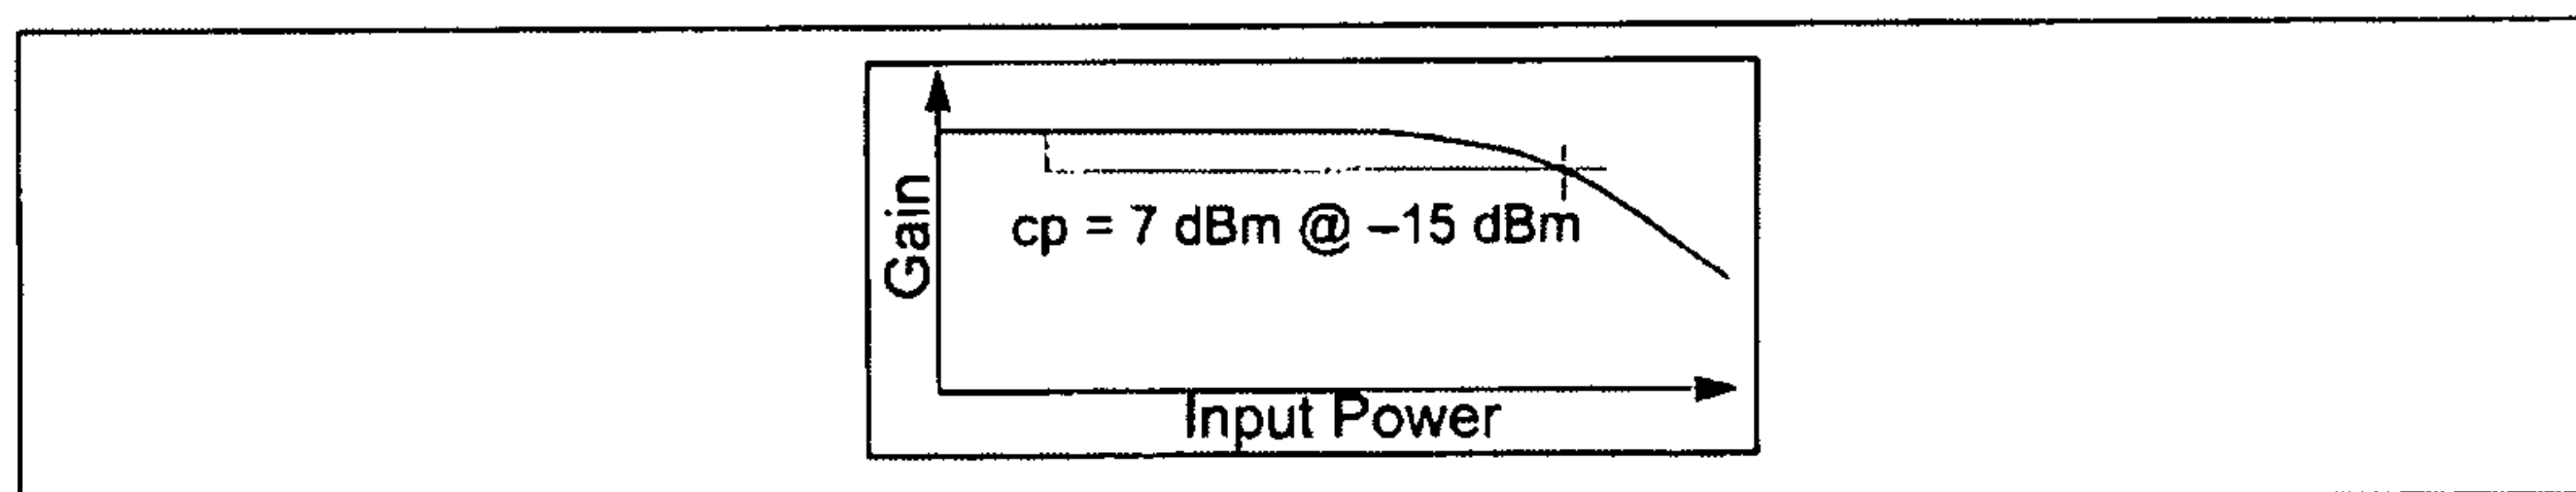 Gain
cp = 7 dBm @ –15 dBm
Input Power